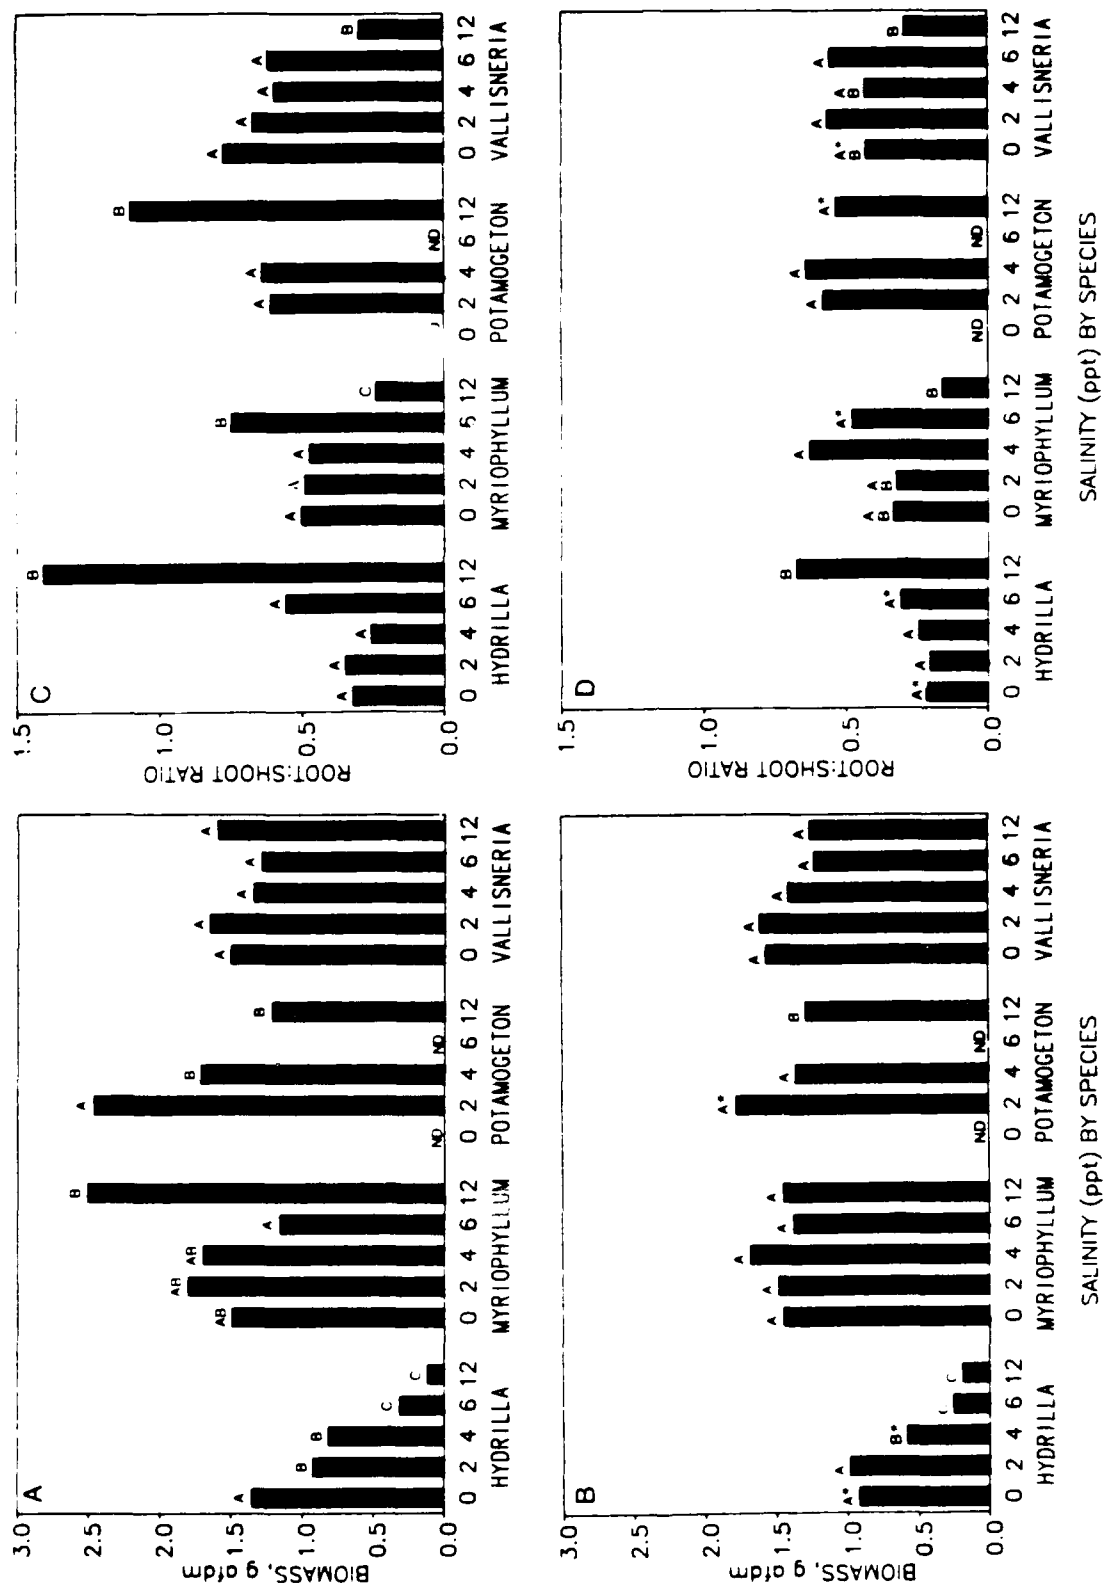 A
3.0
2.5
2.0
1.5
1.0
0.5
0.0
BIOMASS, g afdm
A B B C C
AB AB AB A B
ND A B ND B
A A A A A
0 2 4 6 12 0 2 4 6 12 0 2 4 6 12 0 2 4 6 12
HYDRILLA MYRIOPHYLLUM POTAMOGETON VALLISNERIA
C
1.5
1.0
0.5
0.0
ROOT:SHOOT RATIO
A A A A B
A A A B C
A A ND B
A A A A B
0 2 4 6 12 0 2 4 6 12 0 2 4 6 12 0 2 4 6 12
HYDRILLA MYRIOPHYLLUM POTAMOGETON VALLISNERIA
B
3.0
2.5
2.0
1.5
1.0
0.5
0.0
BIOMASS, g afdm
A* A B* C
A A A A A
ND A* A ND B
A A A A A
0 2 4 6 12 0 2 4 6 12 0 2 4 6 12 0 2 4 6 12
HYDRILLA MYRIOPHYLLUM POTAMOGETON VALLISNERIA
SALINITY (ppt) BY SPECIES
D
1.5
1.0
0.5
0.0
ROOT:SHOOT RATIO
A* A A A* B
A A A A* B
B B
ND A A ND A*
A* A A A B
B B
0 2 4 6 12 0 2 4 6 12 0 2 4 6 12 0 2 4 6 12
HYDRILLA MYRIOPHYLLUM POTAMOGETON VALLISNERIA
SALINITY (ppt) BY SPECIES